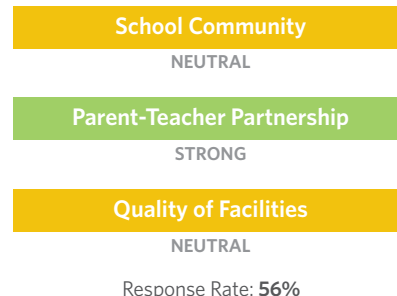 School Community
NEUTRAL
Parent-Teacher Partnership
STRONG
Quality of Facilities
NEUTRAL
Response Rate: 56%